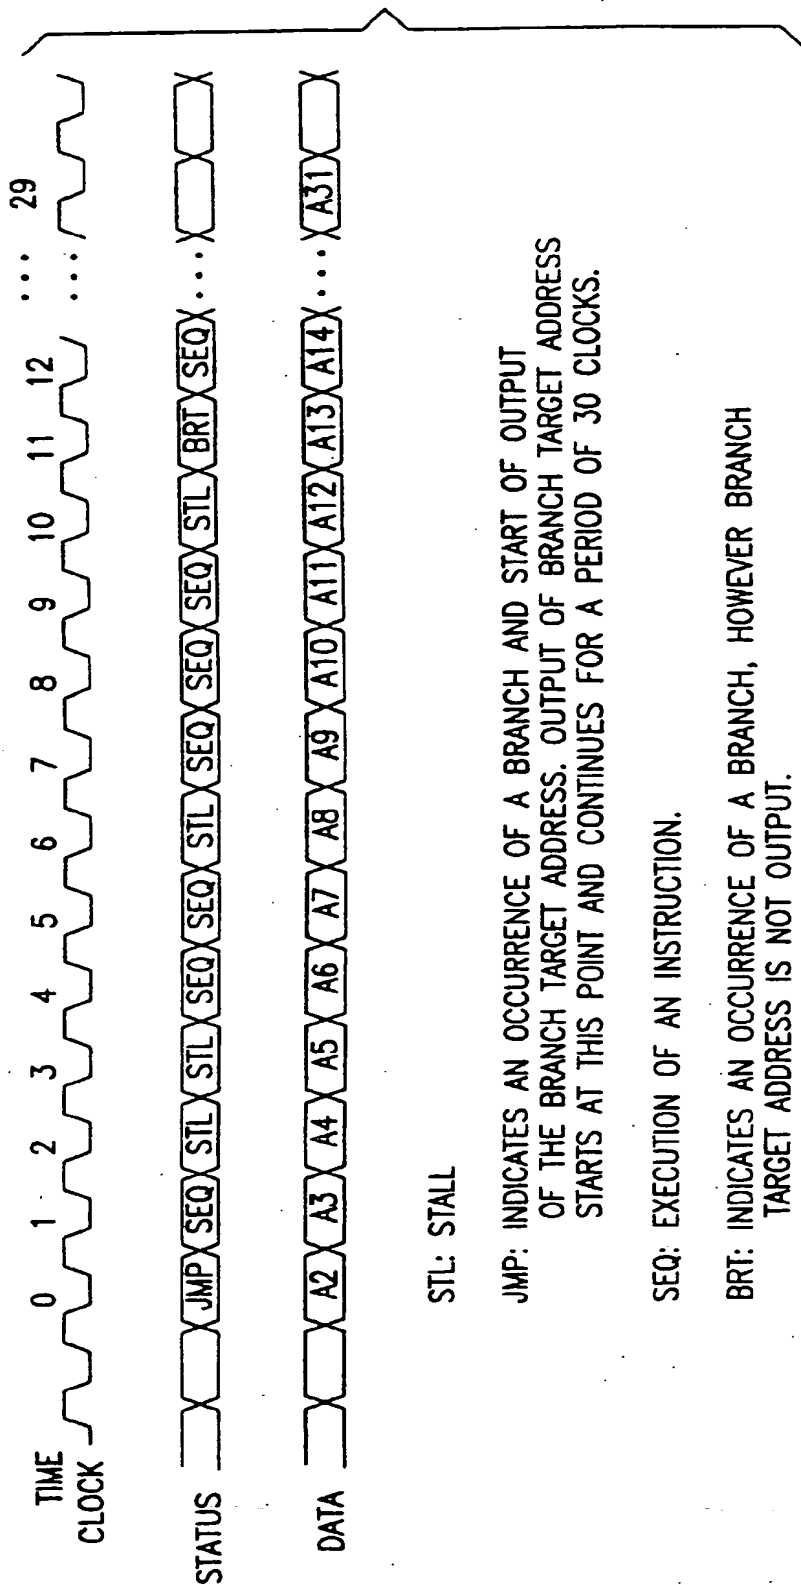 TIME 0 1 2 3 4 5 6 7 8 9 10 11 12 ... 29
CLOCK ...
STATUS JMP SEQ STL STL SEQ SEQ STL SEQ SEQ SEQ STL BRT SEQ ...
DATA A2 A3 A4 A5 A6 A7 A8 A9 A10 A11 A12 A13 A14 ... A31
STL: STALL
JMP: INDICATES AN OCCURRENCE OF A BRANCH AND START OF OUTPUT
OF THE BRANCH TARGET ADDRESS. OUTPUT OF BRANCH TARGET ADDRESS
STARTS AT THIS POINT AND CONTINUES FOR A PERIOD OF 30 CLOCKS.
SEQ: EXECUTION OF AN INSTRUCTION.
BRT: INDICATES AN OCCURRENCE OF A BRANCH, HOWEVER BRANCH
TARGET ADDRESS IS NOT OUTPUT.